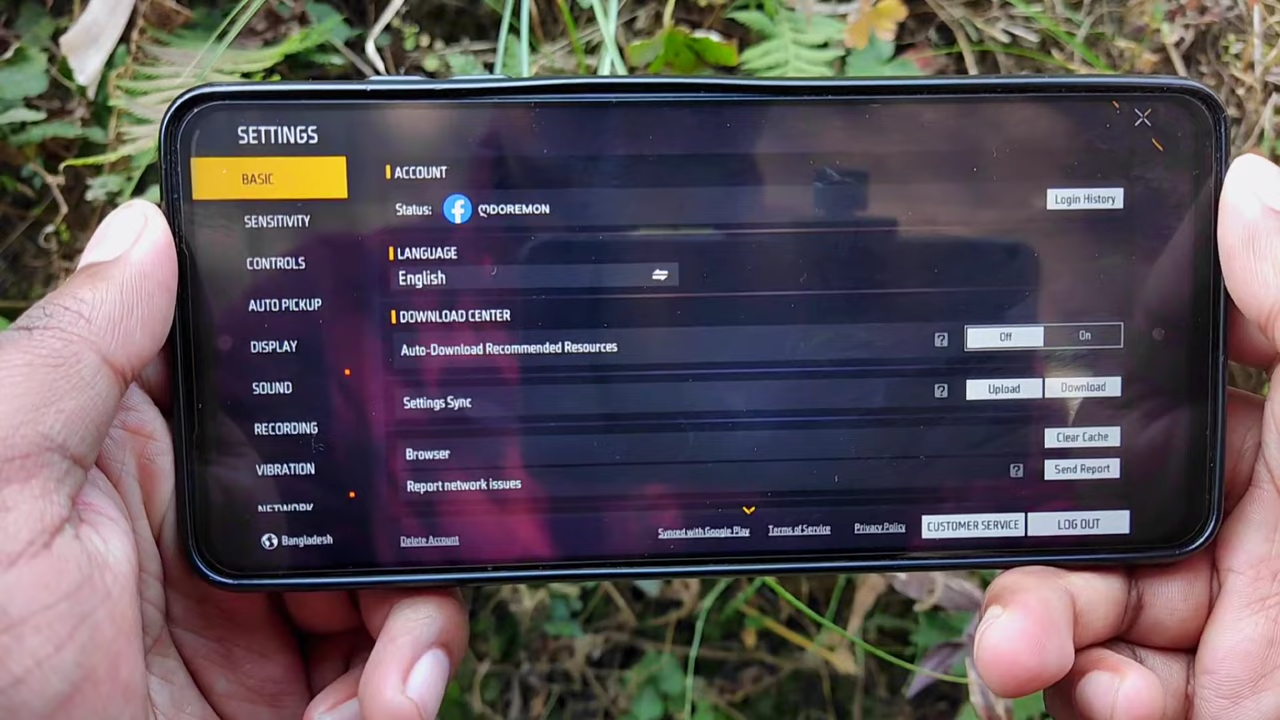 SETTINGS
BASIC
SENSITIVITY
CONTROLS
AUTO PICKUP
DISPLAY
SOUND
RECORDING
VIBRATION
NETWORK
Bangladesh
ACCOUNT
Status: ღDOREMON
Login History
LANGUAGE
English
DOWNLOAD CENTER
Auto-Download Recommended Resources ? Off On
Settings Sync ? Upload Download
Browser Clear Cache
Report network issues ? Send Report
Delete Account Synced with Google Play Terms of Service Privacy Policy CUSTOMER SERVICE LOG OUT